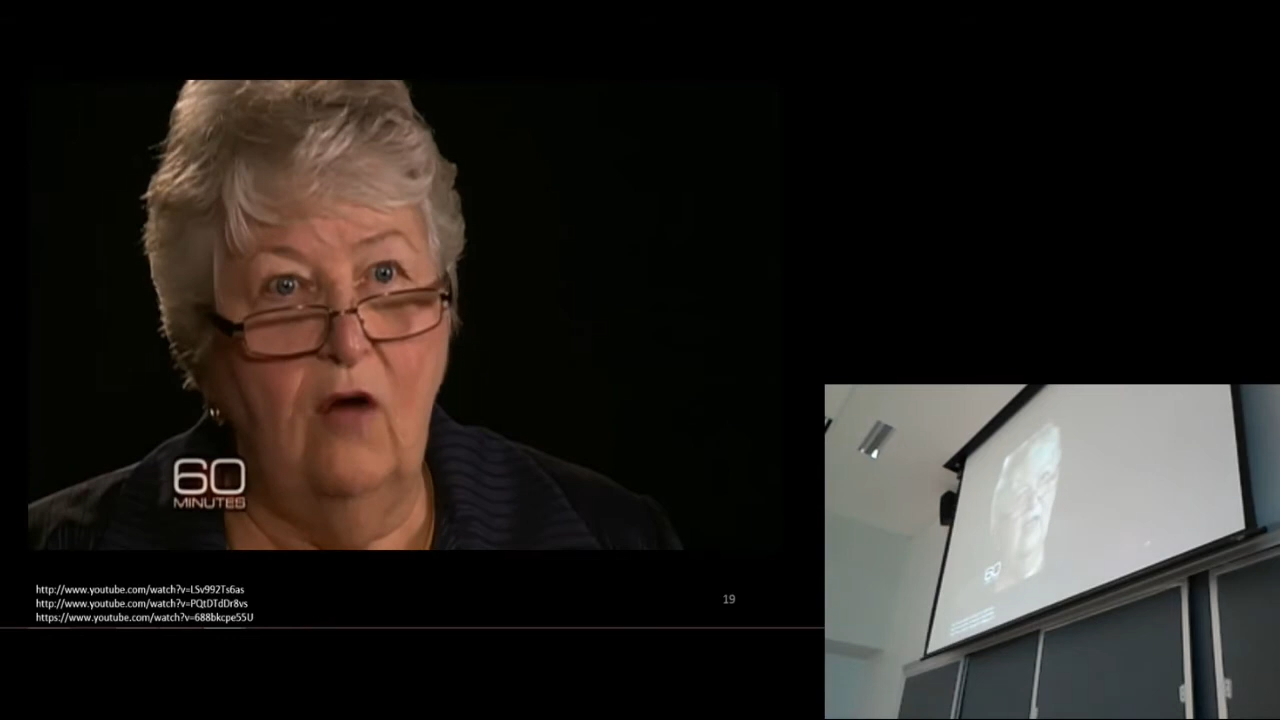 60
MINUTES
http://www.youtube.com/watch?v=LSv992Ts6as
http://www.youtube.com/watch?v=PQtDTdDr8vs
https://www.youtube.com/watch?v=688bkcpe55U
19
60